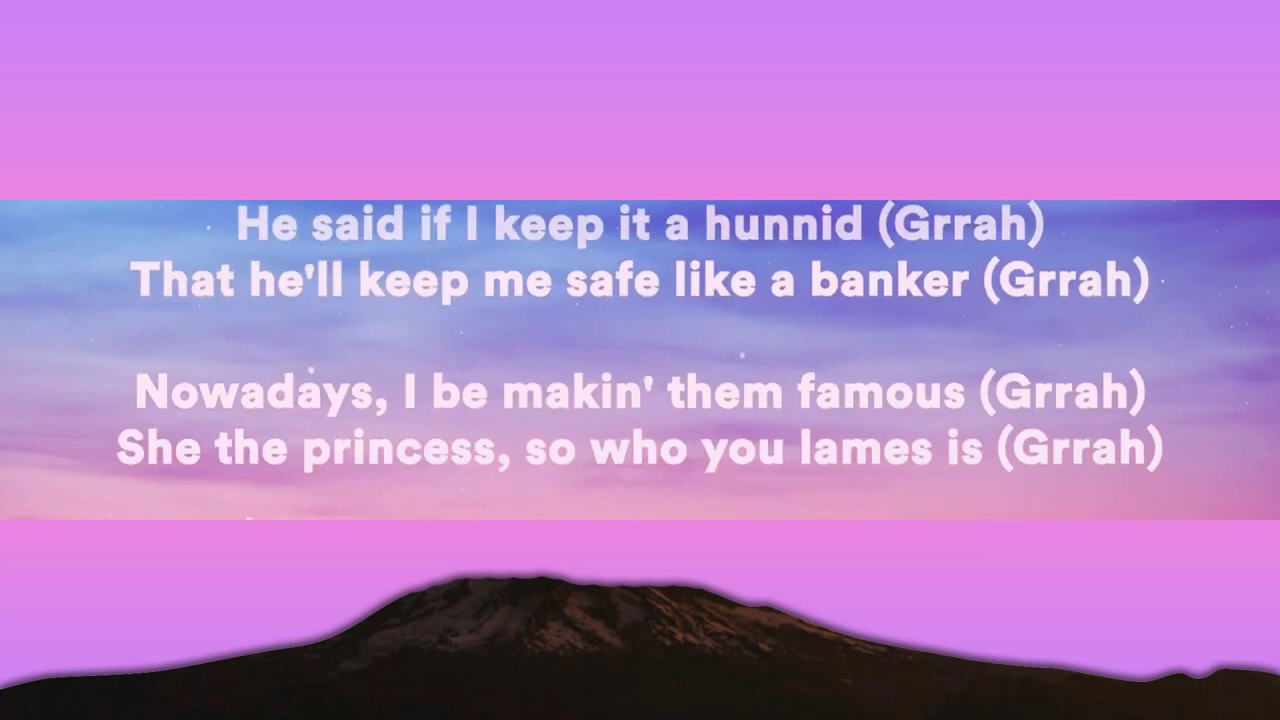 He said if I keep it a hunnid (Grrah)
That he'll keep me safe like a banker (Grrah)
Nowadays, I be makin' them famous (Grrah)
She the princess, so who you lames is (Grrah)